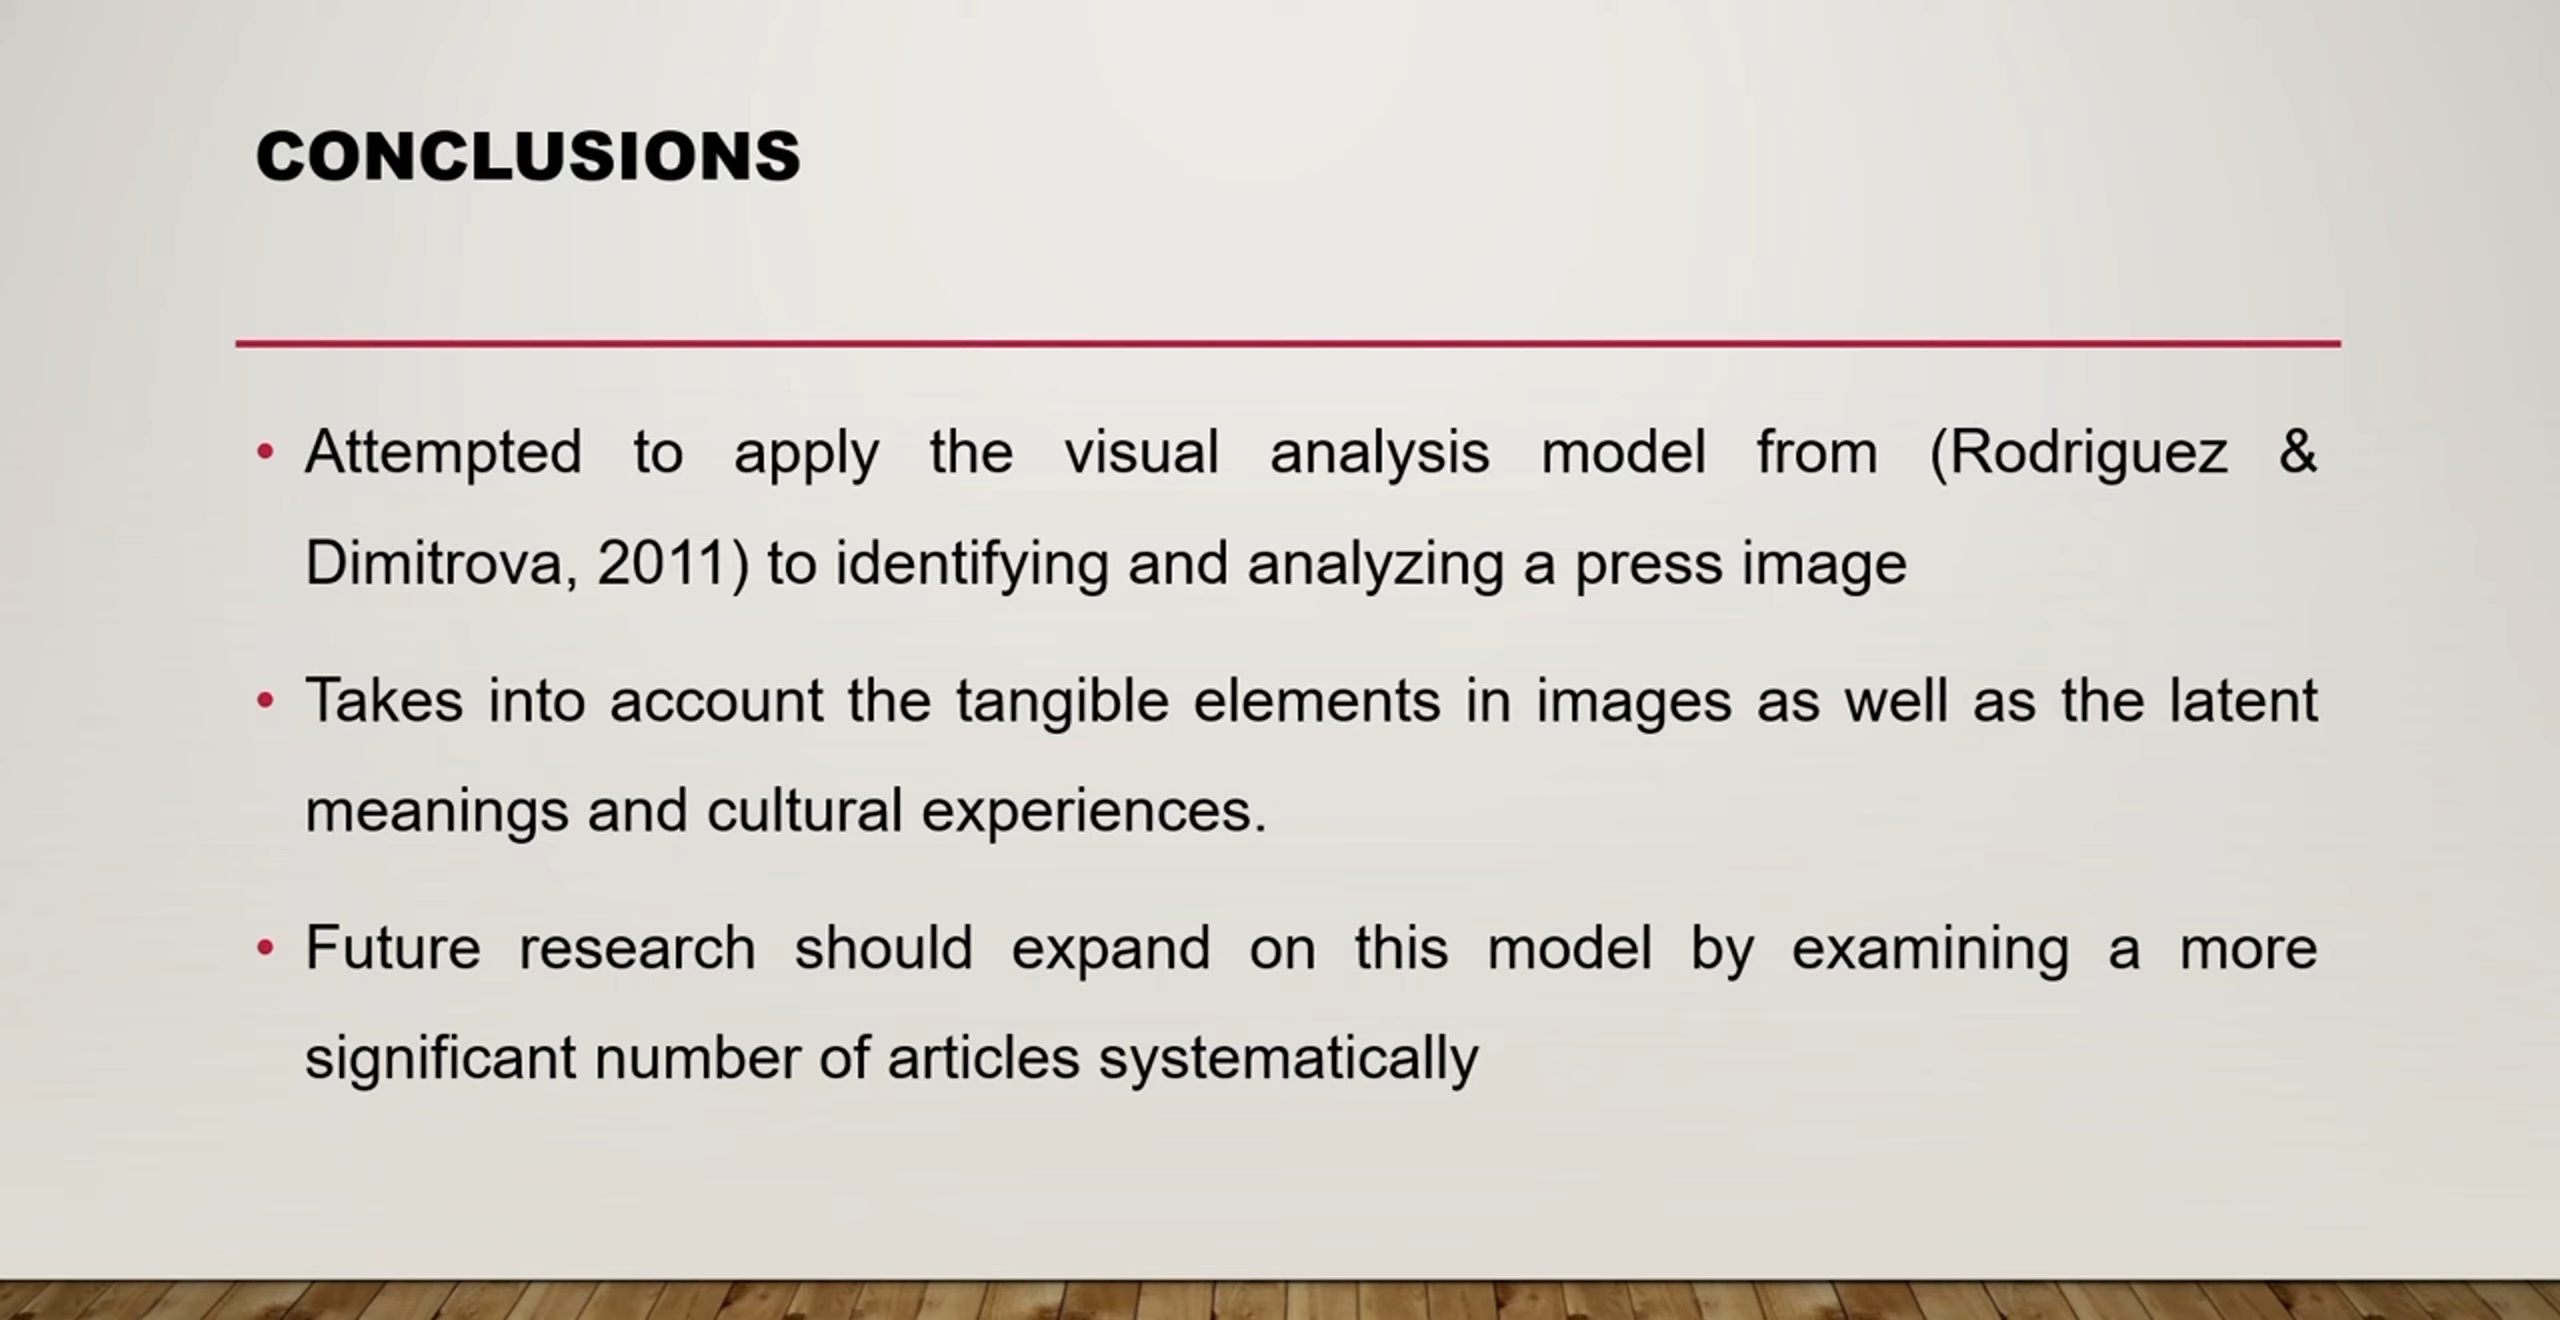 CONCLUSIONS
• Attempted to apply the visual analysis model from (Rodriguez &
Dimitrova, 2011) to identifying and analyzing a press image
• Takes into account the tangible elements in images as well as the latent
meanings and cultural experiences.
• Future research should expand on this model by examining a more
significant number of articles systematically